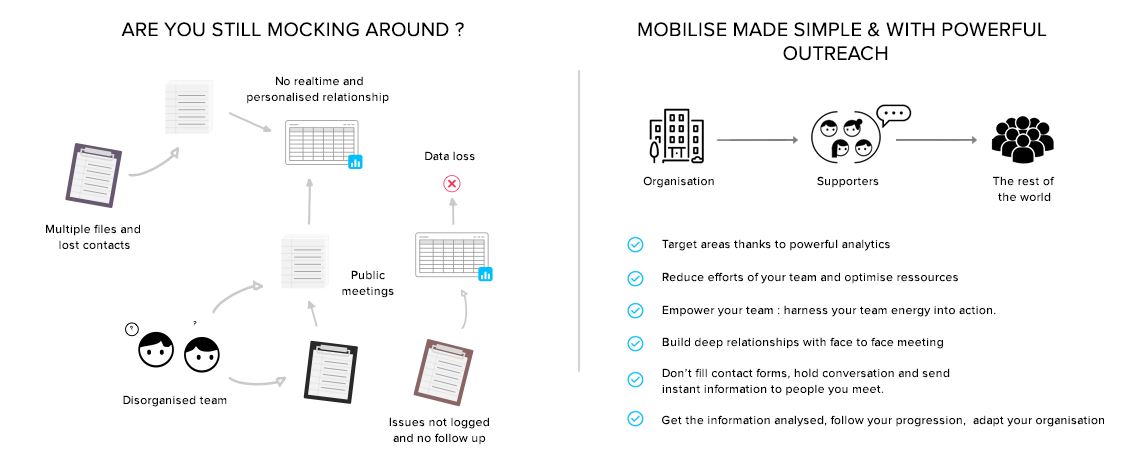 ARE YOU STILL MOCKING AROUND ?
No realtime and
personalised relationship
Data loss
Multiple files and
lost contacts
Public
meetings
?
?
Disorganised team
Issues not logged
and no follow up
MOBILISE MADE SIMPLE & WITH POWERFUL
OUTREACH
Organisation
Supporters
The rest of
the world
Target areas thanks to powerful analytics
Reduce efforts of your team and optimise ressources
Empower your team : harness your team energy into action.
Build deep relationships with face to face meeting
Don't fill contact forms, hold conversation and send
instant information to people you meet.
Get the information analysed, follow your progression, adapt your organisation